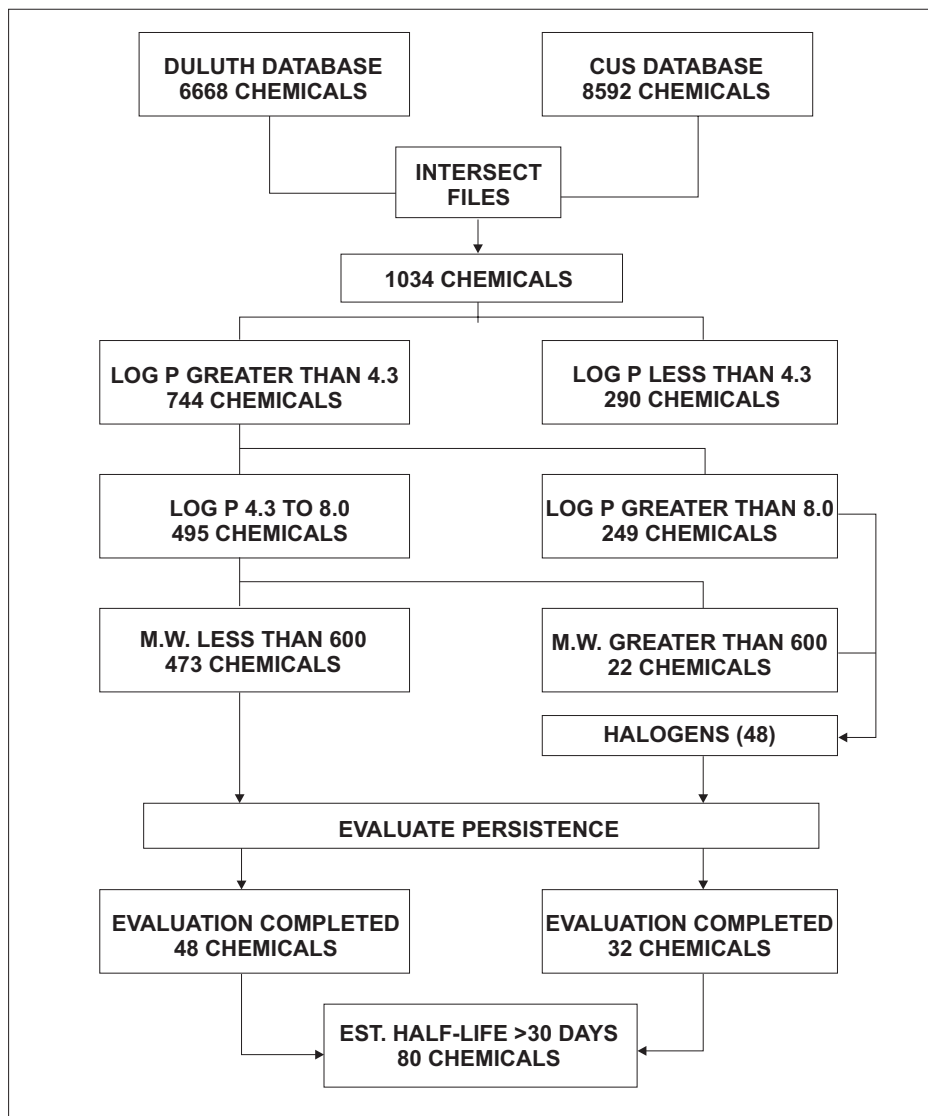 DULUTH DATABASE
6668 CHEMICALS
CUS DATABASE
8592 CHEMICALS
INTERSECT
FILES
1034 CHEMICALS
LOG P GREATER THAN 4.3
744 CHEMICALS
LOG P LESS THAN 4.3
290 CHEMICALS
LOG P 4.3 TO 8.0
495 CHEMICALS
LOG P GREATER THAN 8.0
249 CHEMICALS
M.W. LESS THAN 600
473 CHEMICALS
M.W. GREATER THAN 600
22 CHEMICALS
HALOGENS (48)
EVALUATE PERSISTENCE
EVALUATION COMPLETED
48 CHEMICALS
EVALUATION COMPLETED
32 CHEMICALS
EST. HALF-LIFE >30 DAYS
80 CHEMICALS